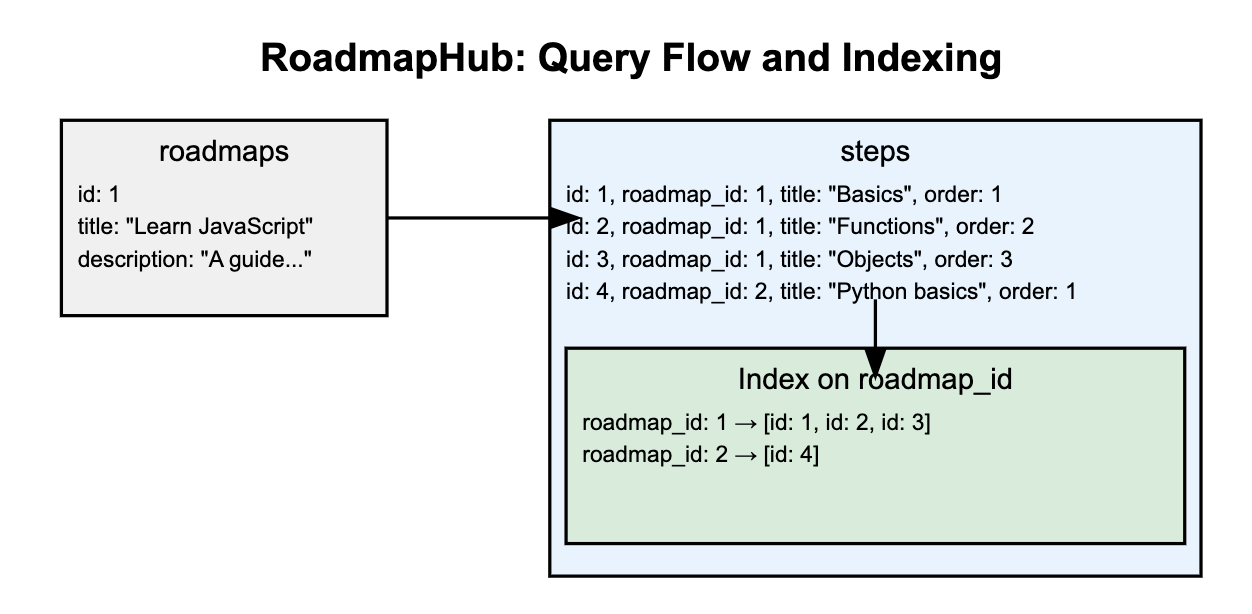 RoadmapHub: Query Flow and Indexing
roadmaps
id: 1
title: "Learn JavaScript"
description: "A guide..."
steps
id: 1, roadmap_id: 1, title: "Basics", order: 1
id: 2, roadmap_id: 1, title: "Functions", order: 2
id: 3, roadmap_id: 1, title: "Objects", order: 3
id: 4, roadmap_id: 2, title: "Python basics", order: 1
Index on roadmap_id
roadmap_id: 1 → [id: 1, id: 2, id: 3]
roadmap_id: 2 → [id: 4]